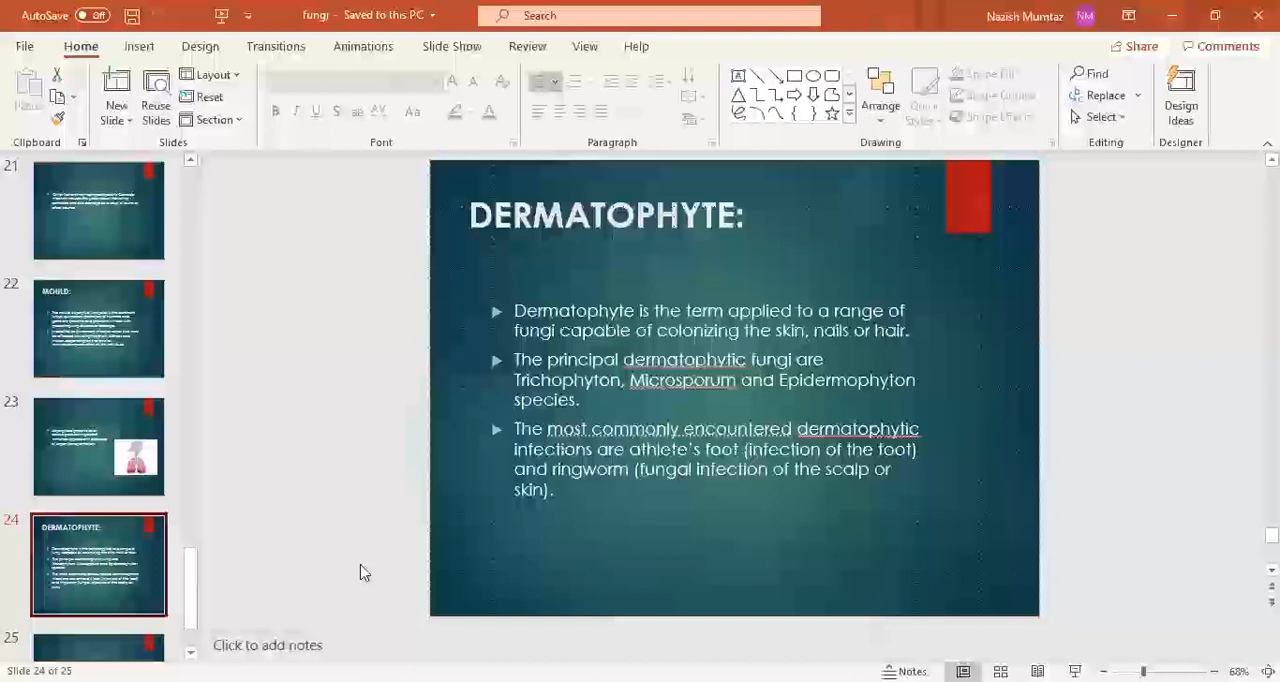 AutoSave Off
fungi - Saved to this PC
Search
Nazish Mumtaz NM
File Home Insert Design Transitions Animations Slide Show Review View Help
Share Comments
Paste
New Slide
Reuse Slides
Layout
Reset
Section
Arrange
Quick Styles
Shape Fill
Shape Outline
Shape Effects
Find
Replace
Select
Design Ideas
Clipboard Slides Font Paragraph Drawing Editing Designer
21
22
MOULD:
23
24
DERMATOPHYTE:
25
DERMATOPHYTE:
Dermatophyte is the term applied to a range of
fungi capable of colonizing the skin, nails or hair.
The principal dermatophytic fungi are
Trichophyton, Microsporum and Epidermophyton
species.
The most commonly encountered dermatophytic
infections are athlete's foot (infection of the foot)
and ringworm (fungal infection of the scalp or
skin).
Click to add notes
Slide 24 of 25
Notes
68%